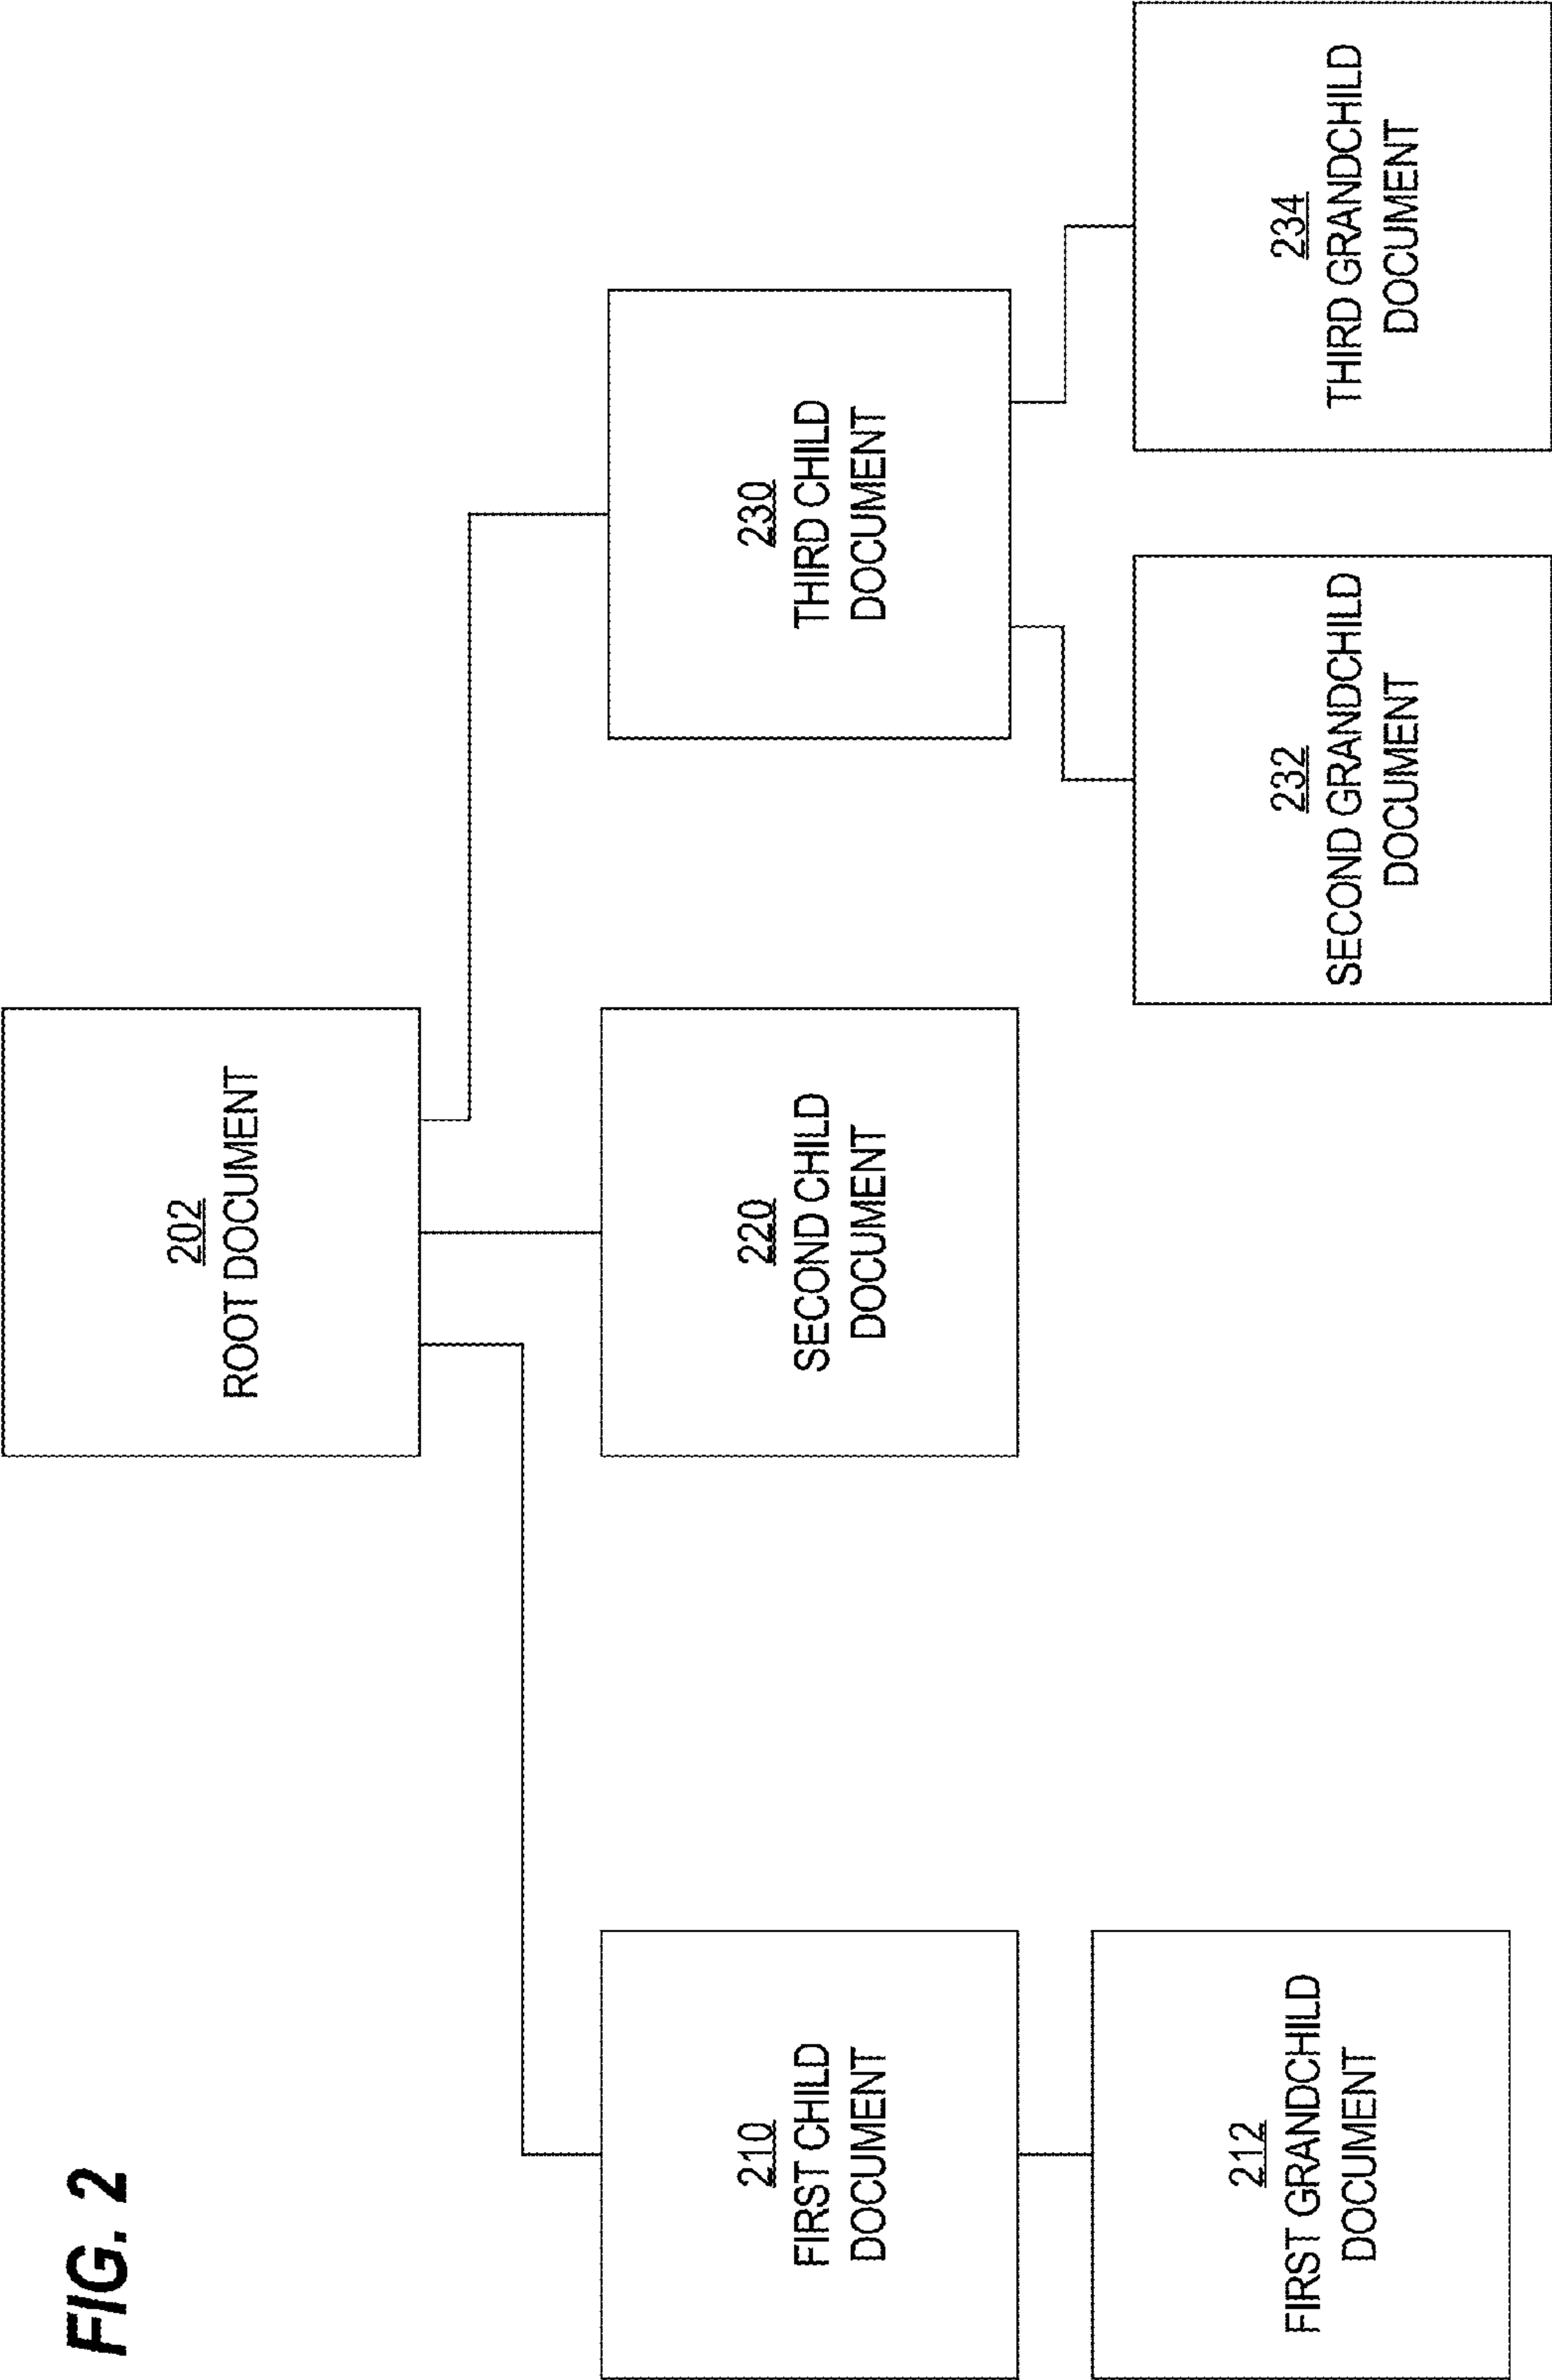 FIG. 2
202
ROOT DOCUMENT
210
FIRST CHILD
DOCUMENT
220
SECOND CHILD
DOCUMENT
230
THIRD CHILD
DOCUMENT
212
FIRST GRANDCHILD
DOCUMENT
232
SECOND GRANDCHILD
DOCUMENT
234
THIRD GRANDCHILD
DOCUMENT